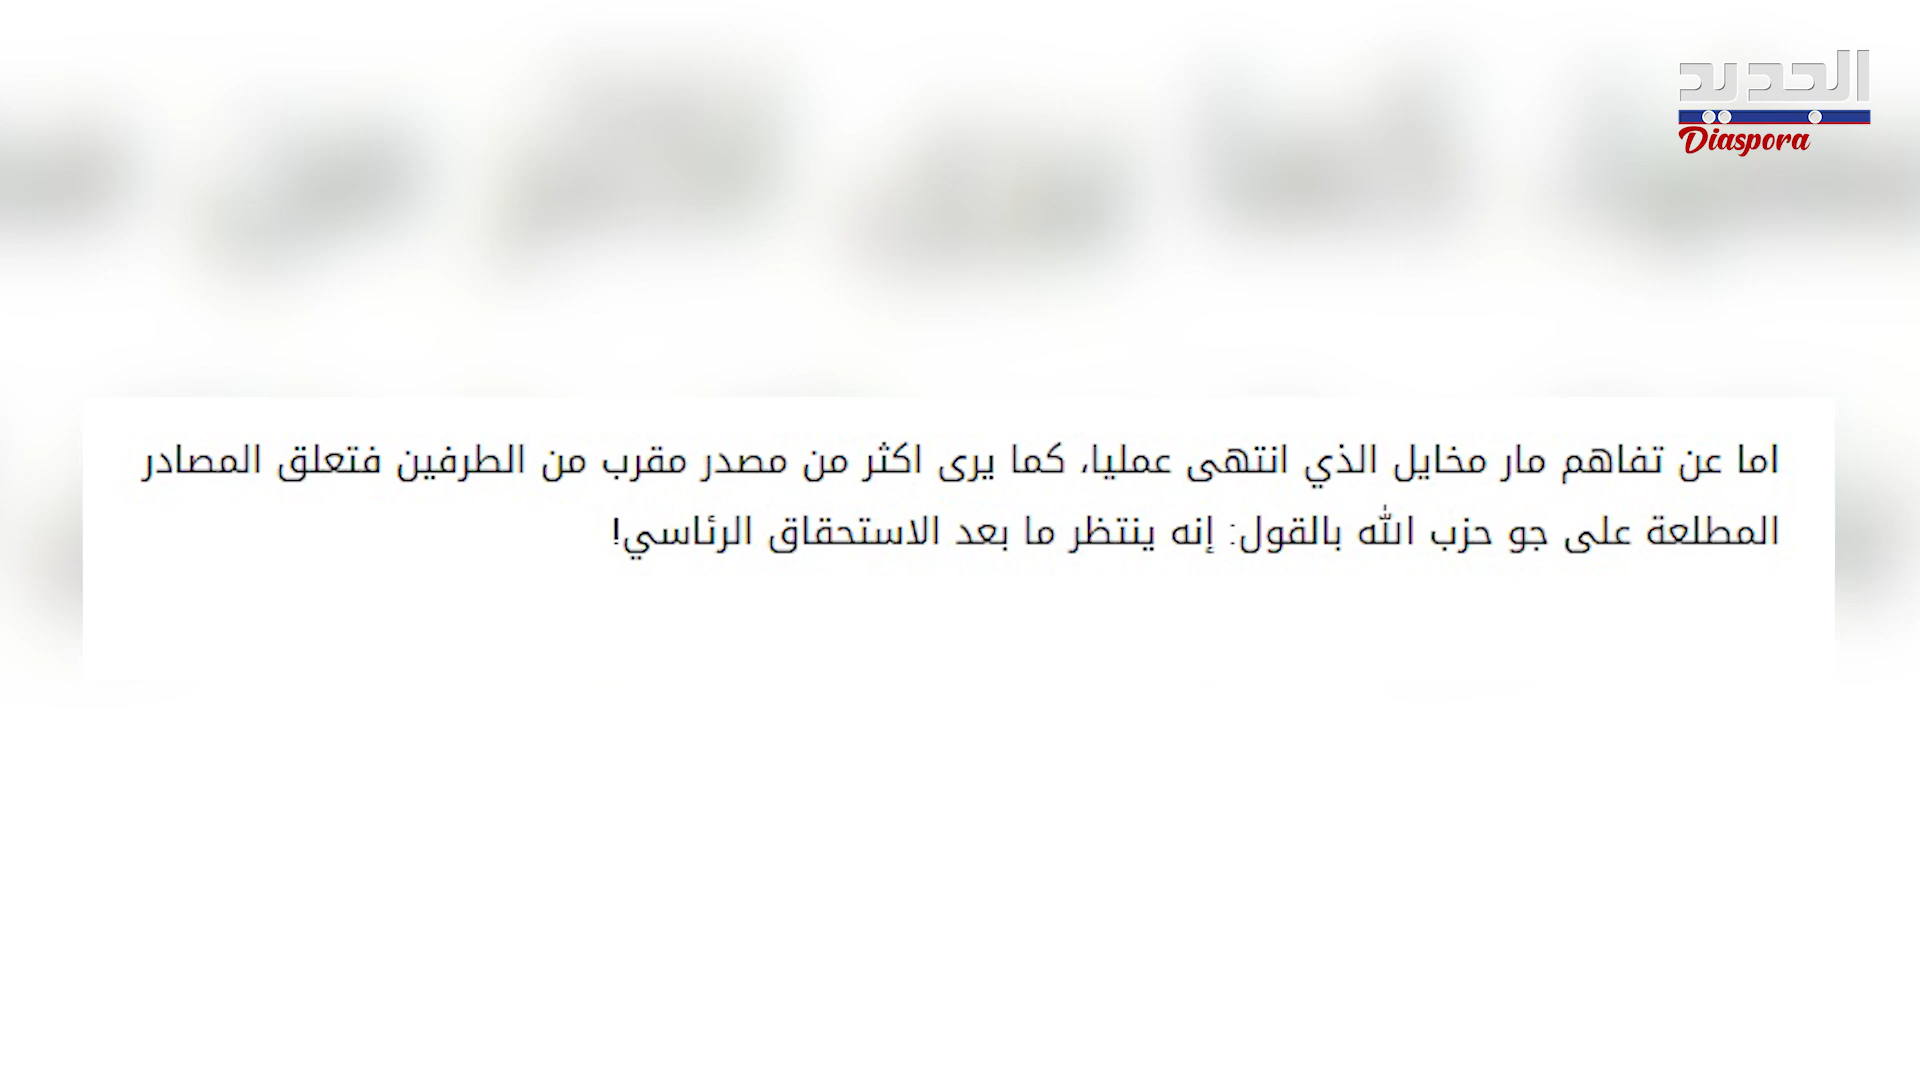 الجديد
Diaspora
اما عن تفاهم مار مخايل الذي انتهى عمليا، كما يرى اكثر من مصدر مقرب من الطرفين فتعلق المصادر
المطلعة على جو حزب الله بالقول: إنه ينتظر ما بعد الاستحقاق الرئاسي!